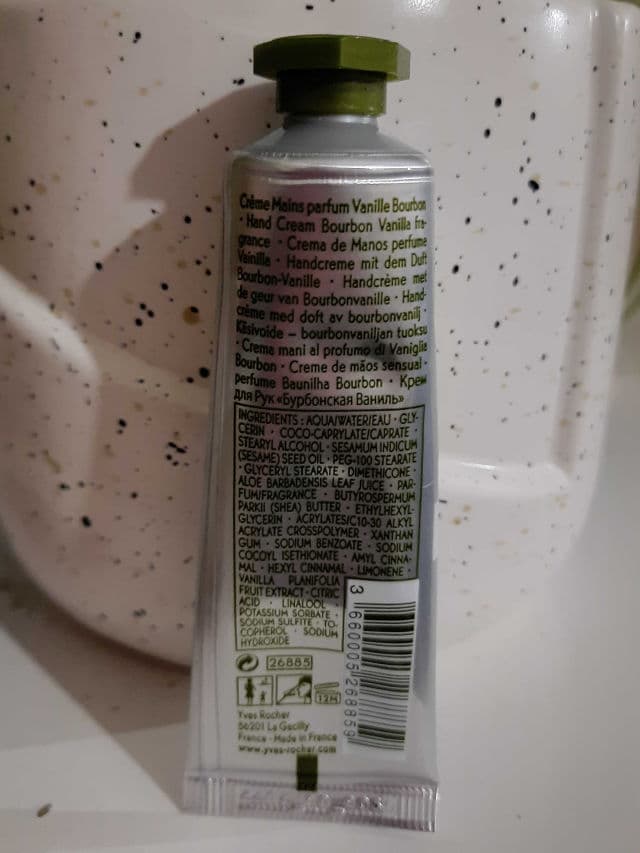 Crème Mains parfum Vanille Bourbon
· Hand Cream Bourbon Vanilla fra-
grance · Crema de Manos perfume
Vainilla · Handcreme mit dem Duft
Bourbon-Vanille · Handcrème met
de geur van Bourbonvanille · Hand-
crème med doft av bourbonvanilj ·
Käsivoide – bourbonvaniljan tuoksu
· Crema mani al profumo di Vaniglia
Bourbon · Creme de mãos sensual -
perfume Baunilha Bourbon · Крем
для Рук «Бурбонская Ваниль»
INGREDIENTS : AQUA/WATER/EAU · GLY-
CERIN · COCO-CAPRYLATE/CAPRATE ·
STEARYL ALCOHOL · SESAMUM INDICUM
(SESAME) SEED OIL · PEG-100 STEARATE
· GLYCERYL STEARATE · DIMETHICONE ·
ALOE BARBADENSIS LEAF JUICE · PAR-
FUM/FRAGRANCE · BUTYROSPERMUM
PARKII (SHEA) BUTTER · ETHYLHEXYL-
GLYCERIN · ACRYLATES/C10-30 ALKYL
ACRYLATE CROSSPOLYMER · XANTHAN
GUM · SODIUM BENZOATE · SODIUM
COCOYL ISETHIONATE · AMYL CINNA-
MAL · HEXYL CINNAMAL · LIMONENE ·
VANILLA PLANIFOLIA
FRUIT EXTRACT · CITRIC
ACID · LINALOOL ·
POTASSIUM SORBATE ·
SODIUM SULFITE · TO-
COPHEROL · SODIUM
HYDROXIDE
26885
12M
Yves Rocher
56201 La Gacilly
France - Made in France
www.yves-rocher.com
3 660005 268859